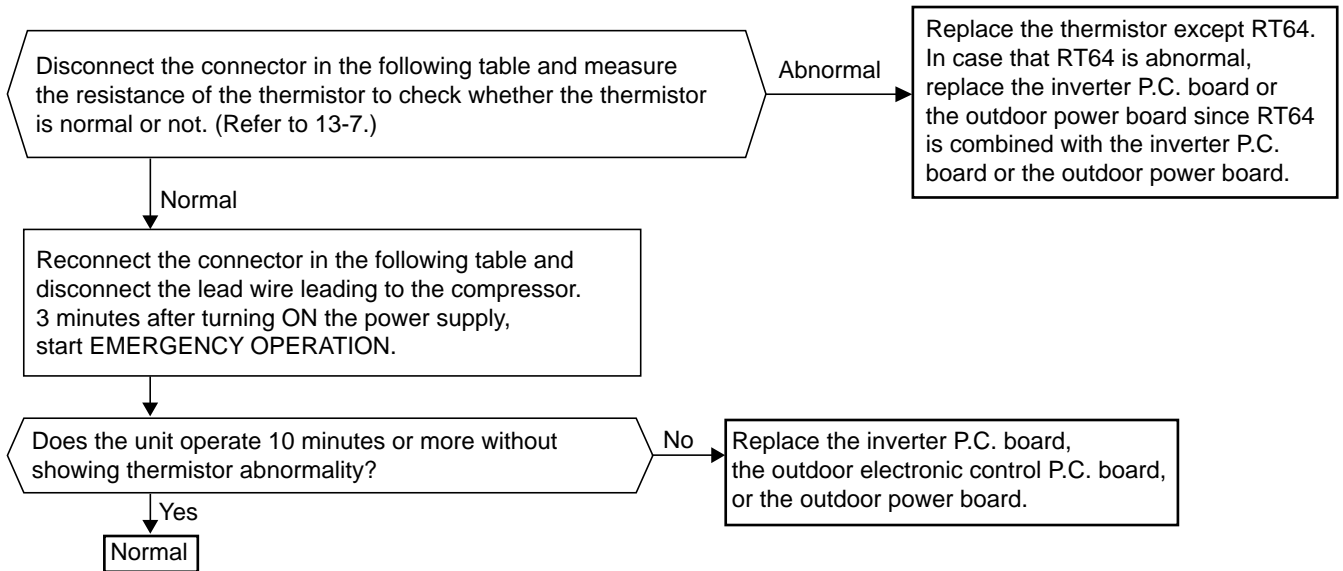 Disconnect the connector in the following table and measure
the resistance of the thermistor to check whether the thermistor
is normal or not. (Refer to 13-7.)
Abnormal
Replace the thermistor except RT64.
In case that RT64 is abnormal,
replace the inverter P.C. board or
the outdoor power board since RT64
is combined with the inverter P.C.
board or the outdoor power board.
Normal
Reconnect the connector in the following table and
disconnect the lead wire leading to the compressor.
3 minutes after turning ON the power supply,
start EMERGENCY OPERATION.
Does the unit operate 10 minutes or more without
showing thermistor abnormality?
No
Replace the inverter P.C. board,
the outdoor electronic control P.C. board,
or the outdoor power board.
Yes
Normal